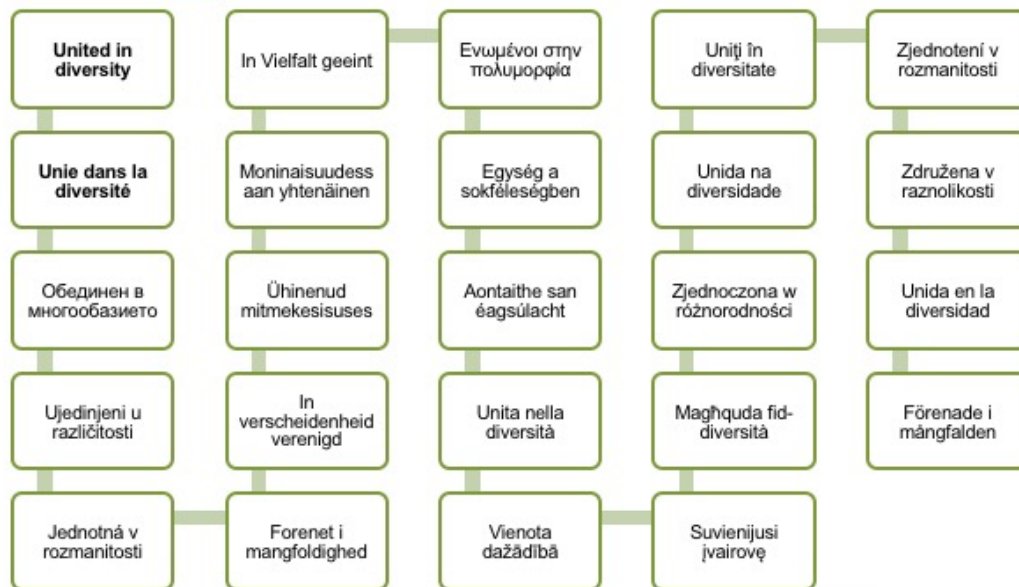 United in
diversity
Unie dans la
diversité
Обединен в
многообазието
Ujedinjeni u
različitosti
Jednotná v
rozmanitosti
Forenet i
mangfoldighed
In
verscheidenheid
verenigd
Ühinenud
mitmekesisuses
Moninaisuudess
aan yhtenäinen
In Vielfalt geeint
Ενωμένοι στην
πολυμορφία
Egység a
sokféleségben
Aontaithe san
éagsúlacht
Unita nella
diversità
Vienota
dažādībā
Suvienijusi
įvairovę
Magħquda fid-
diversità
Zjednoczona w
różnorodności
Unida na
diversidade
Uniţi în
diversitate
Zjednotení v
rozmanitosti
Združena v
raznolikosti
Unida en la
diversidad
Förenade i
mångfalden